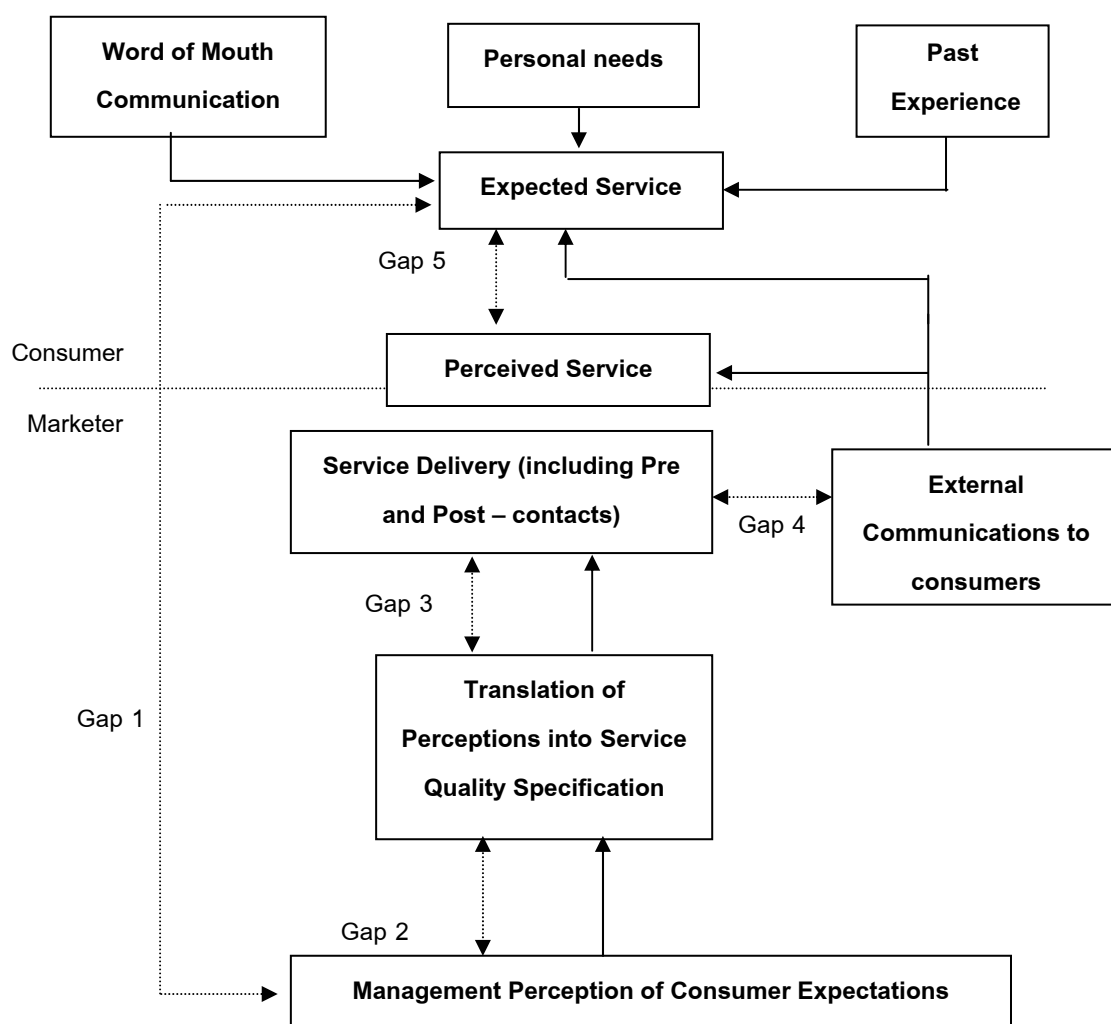 Word of Mouth
Communication
Personal needs
Past
Experience
Expected Service
Gap 5
Consumer
Perceived Service
Marketer
Service Delivery (including Pre
and Post – contacts)
Gap 4
External
Communications to
consumers
Gap 3
Translation of
Perceptions into Service
Quality Specification
Gap 1
Gap 2
Management Perception of Consumer Expectations